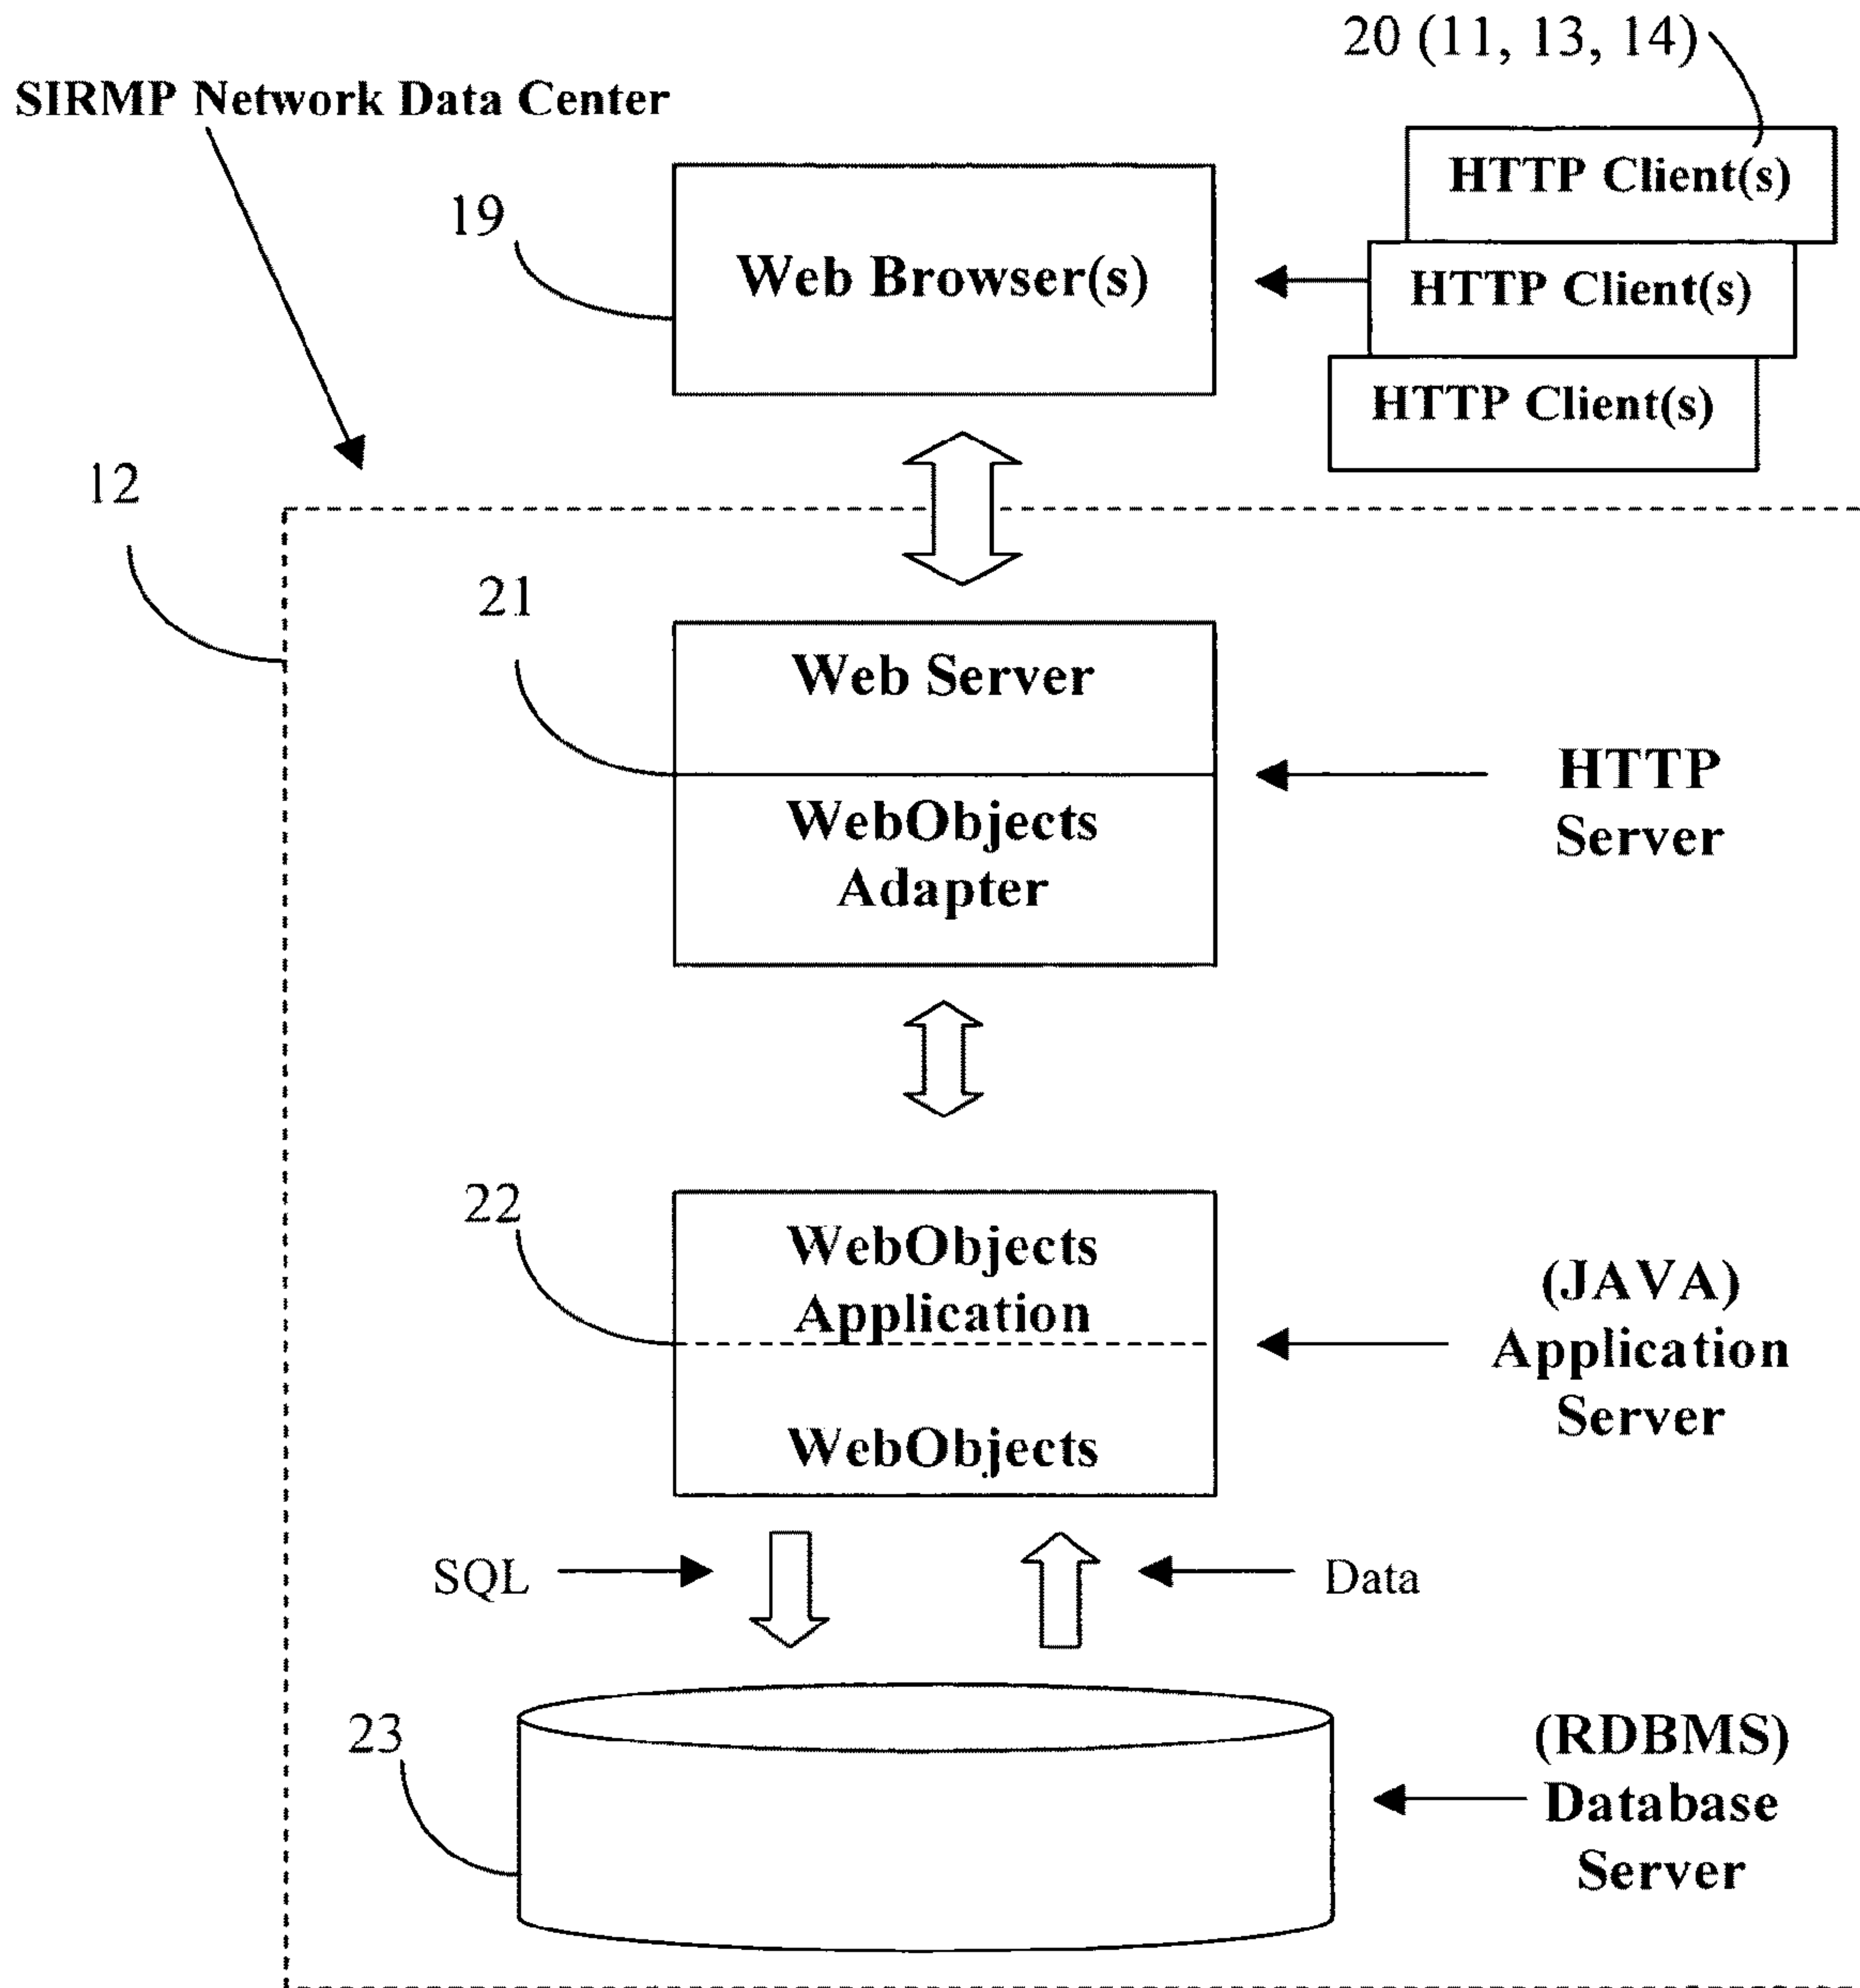 20 (11, 13, 14)
SIRMP Network Data Center
HTTP Client(s)
19
Web Browser(s)
HTTP Client(s)
HTTP Client(s)
12
21
Web Server
HTTP
Server
WebObjects
Adapter
22
WebObjects
Application
(JAVA)
Application
Server
WebObjects
SQL
Data
23
(RDBMS)
Database
Server